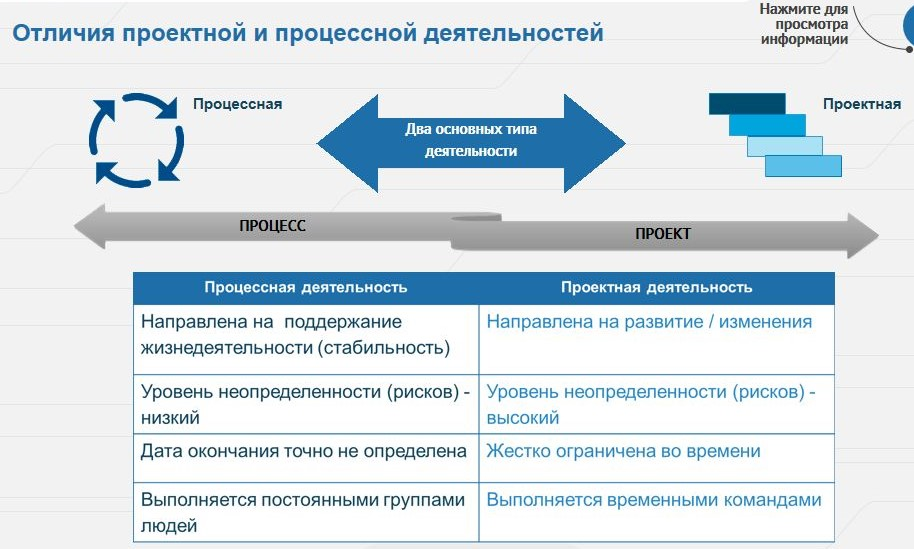 Отличия проектной и процессной деятельностей
Нажмите для
просмотра
информации
Процессная
Два основных типа
деятельности
Проектная
ПРОЦЕСС
ПРОЕКТ
Процессная деятельность
Проектная деятельность
Направлена на поддержание
жизнедеятельности (стабильность)
Направлена на развитие / изменения
Уровень неопределенности (рисков) -
низкий
Уровень неопределенности (рисков) -
высокий
Дата окончания точно не определена
Жестко ограничена во времени
Выполняется постоянными группами
людей
Выполняется временными командами